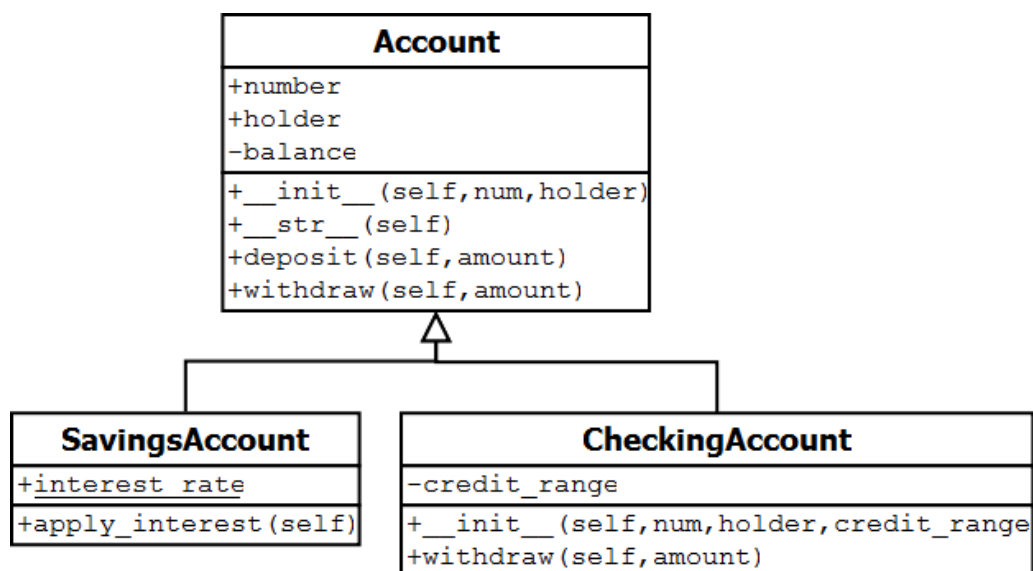 Account
+number
+holder
-balance
+__init__(self,num,holder)
+__str__(self)
+deposit(self,amount)
+withdraw(self,amount)
SavingsAccount
+interest_rate
+apply_interest(self)
CheckingAccount
-credit_range
+__init__(self,num,holder,credit_range
+withdraw(self,amount)